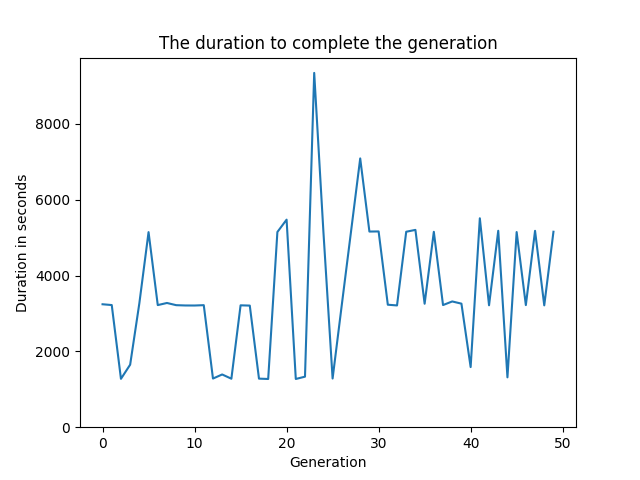 The duration to complete the generation
Duration in seconds
8000
6000
4000
2000
0
0 10 20 30 40 50
Generation